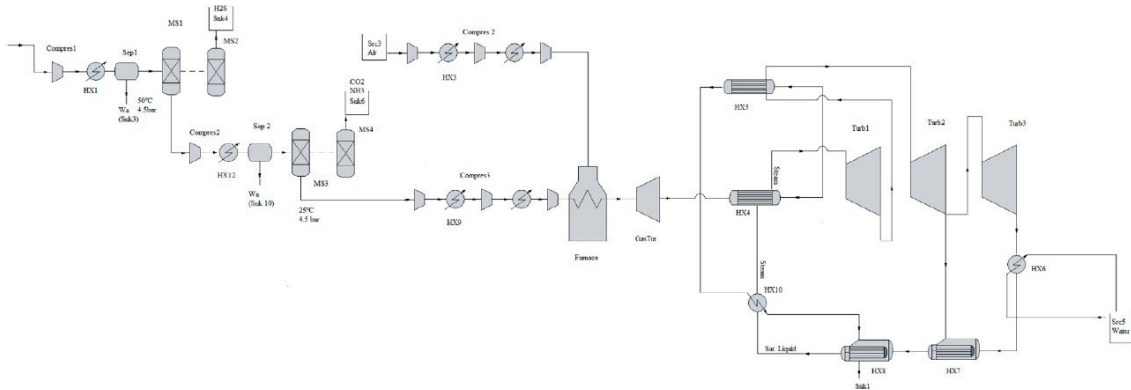 Compres1
HX1
Sep1
Wa
(Snk3)
50ºC
4.5bar
MS1
H2S
Snk4
MS2
Compres2
HX12
Sep 2
Wa
(Snk 10)
MS3
25ºC
4.5 bar
CO2
NH3
Snk6
MS4
Src3
Air
HX3
Compres 2
Compres3
HX9
Furnace
GasTur
HX5
HX4
Steam
Steam
HX10
Sat. Liquid
HX8
Snk1
HX7
Turb1
Turb2
Turb3
HX6
Src5
Water